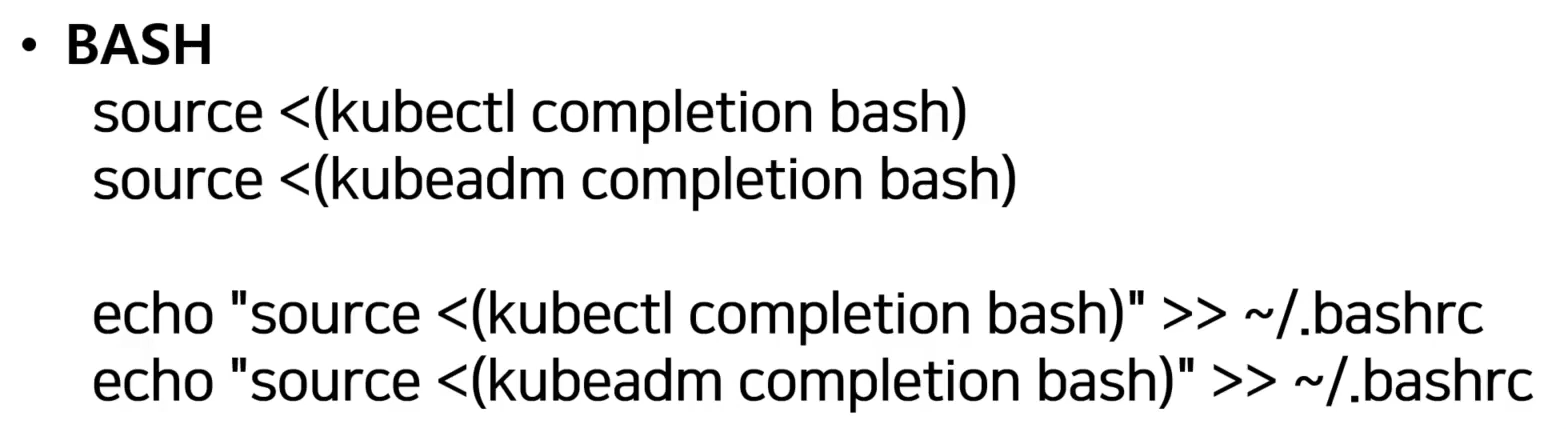 • BASH
source <(kubectl completion bash)
source <(kubeadm completion bash)
echo "source <(kubectl completion bash)" >> ~/.bashrc
echo "source <(kubeadm completion bash)" >> ~/.bashrc